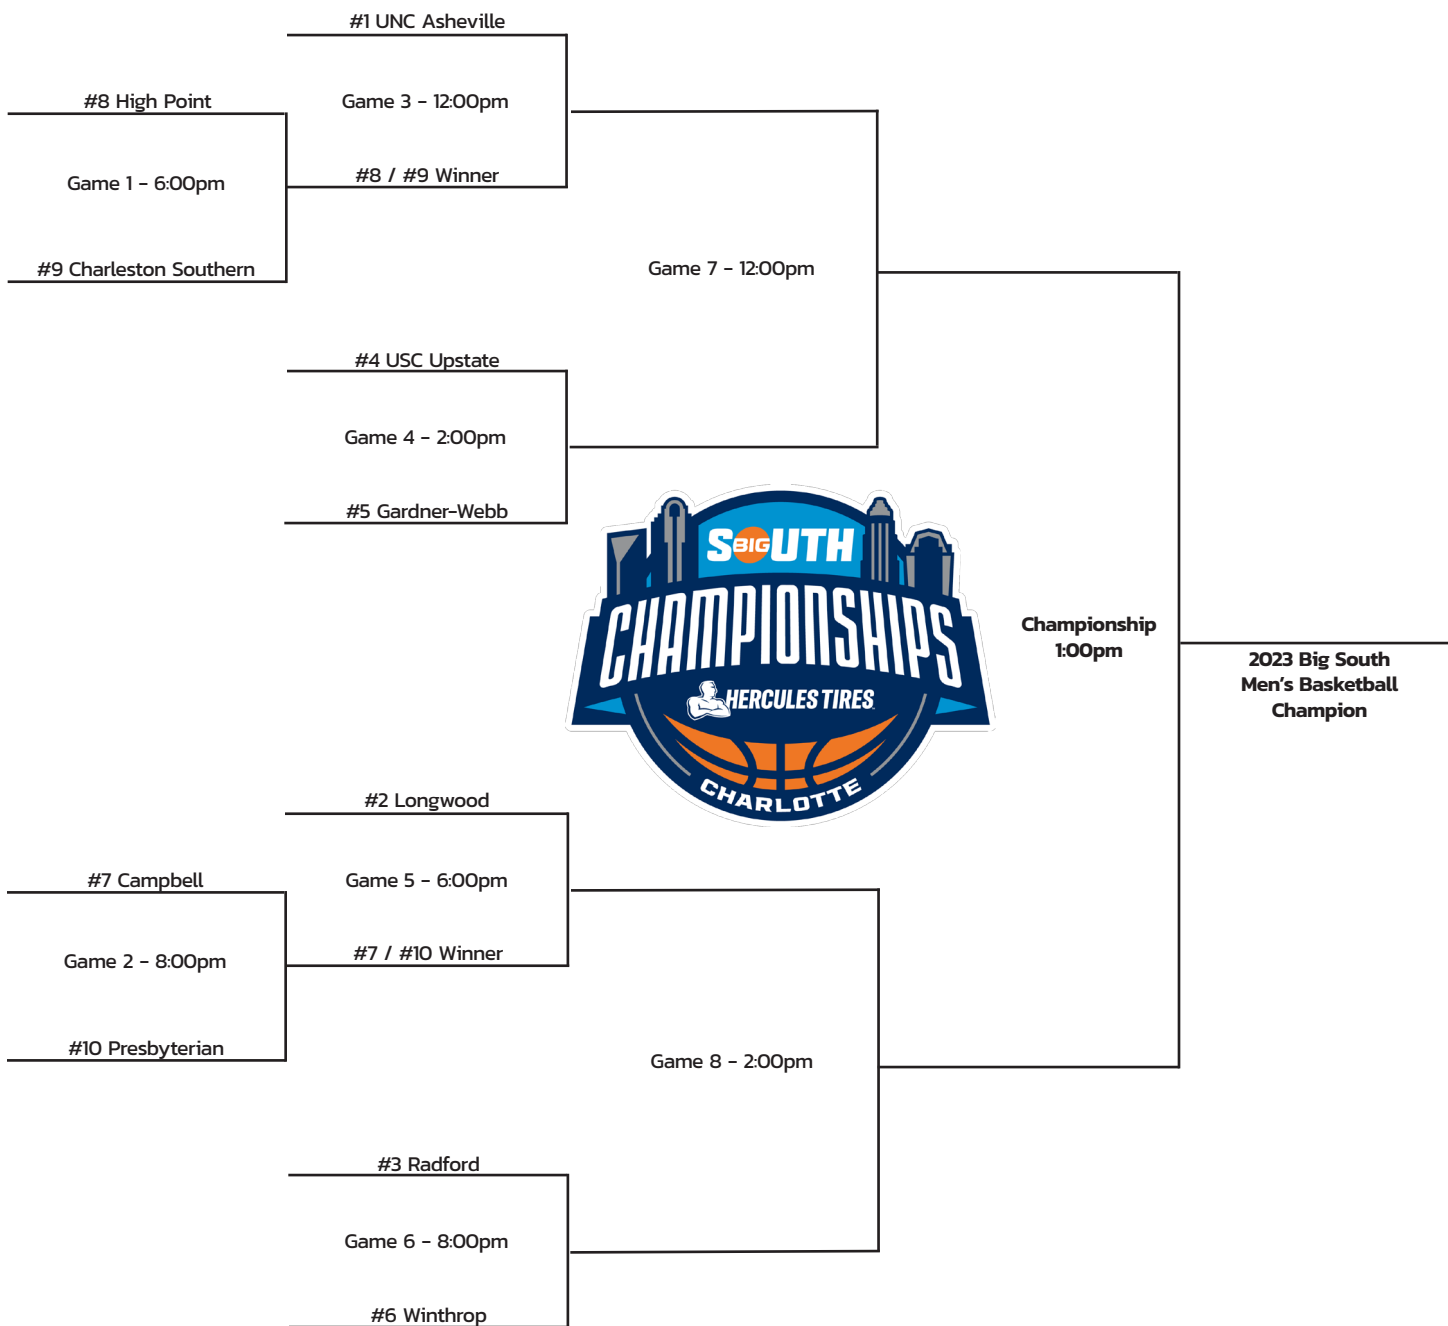 #1 UNC Asheville
#8 High Point
Game 3 - 12:00pm
Game 1 - 6:00pm
#8 / #9 Winner
#9 Charleston Southern
Game 7 - 12:00pm
#4 USC Upstate
Game 4 - 2:00pm
#5 Gardner-Webb
BIG SOUTH
CHAMPIONSHIPS
HERCULES TIRES
CHARLOTTE
Championship
1:00pm
2023 Big South
Men's Basketball
Champion
#2 Longwood
#7 Campbell
Game 5 - 6:00pm
Game 2 - 8:00pm
#7 / #10 Winner
#10 Presbyterian
Game 8 - 2:00pm
#3 Radford
Game 6 - 8:00pm
#6 Winthrop